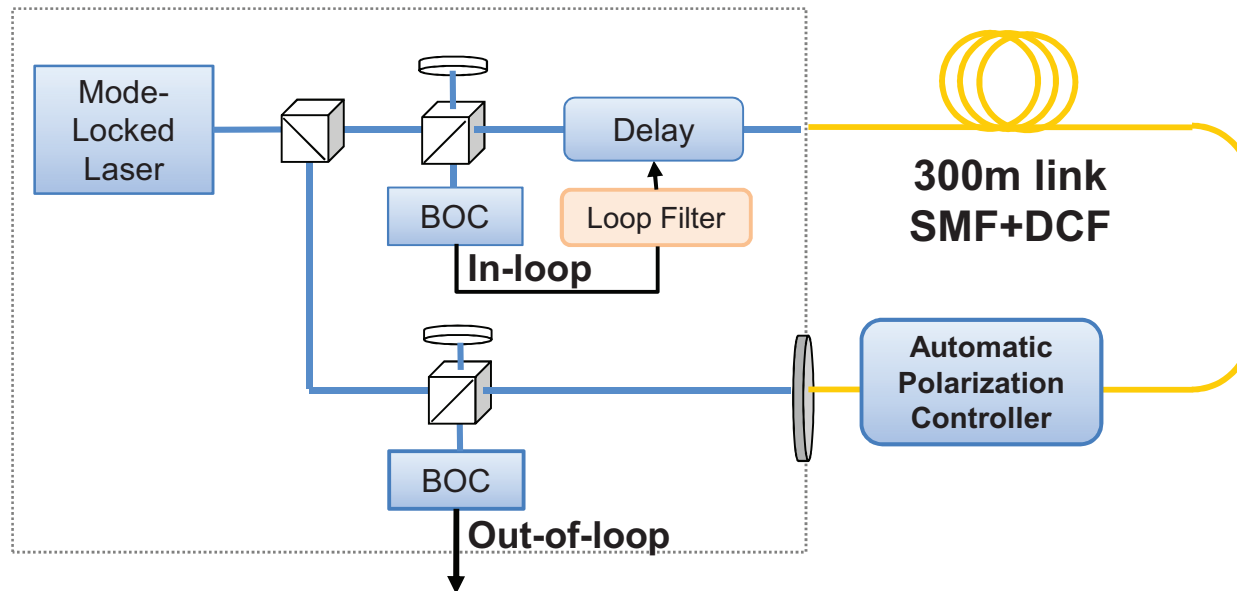 Mode-
Locked
Laser
Delay
BOC
Loop Filter
In-loop
300m link
SMF+DCF
Automatic
Polarization
Controller
BOC
Out-of-loop